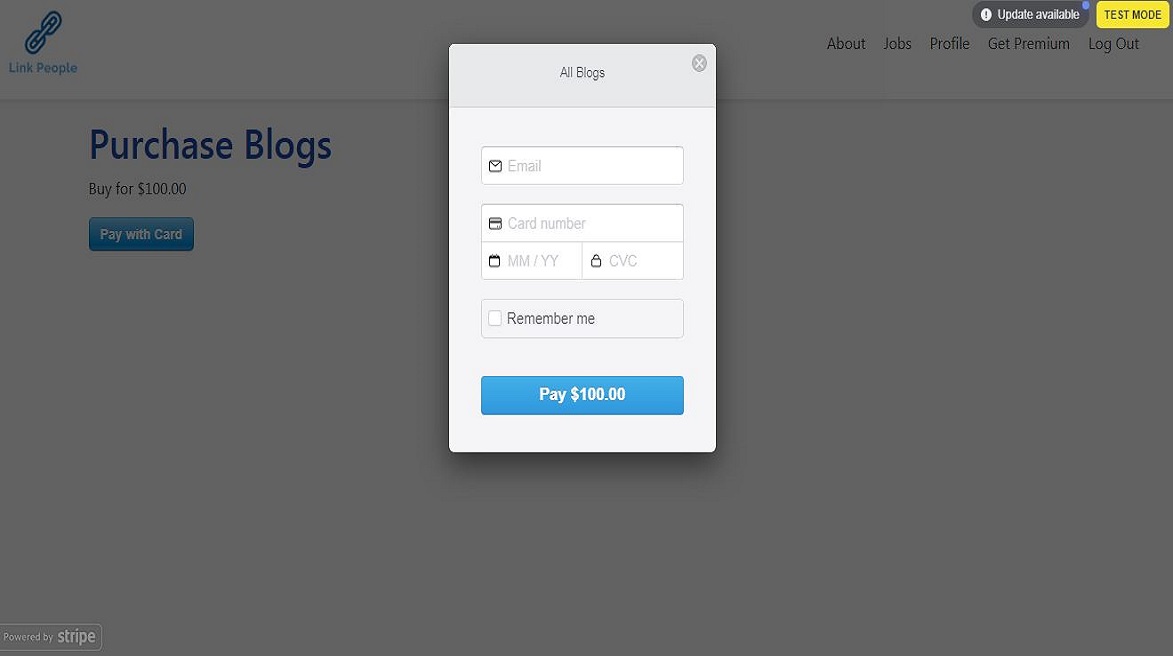 Update available
TEST MODE
Link People
About Jobs Profile Get Premium Log Out
All Blogs
Purchase Blogs
Buy for $100.00
Pay with Card
Email
Card number
MM / YY CVC
Remember me
Pay $100.00
Powered by stripe